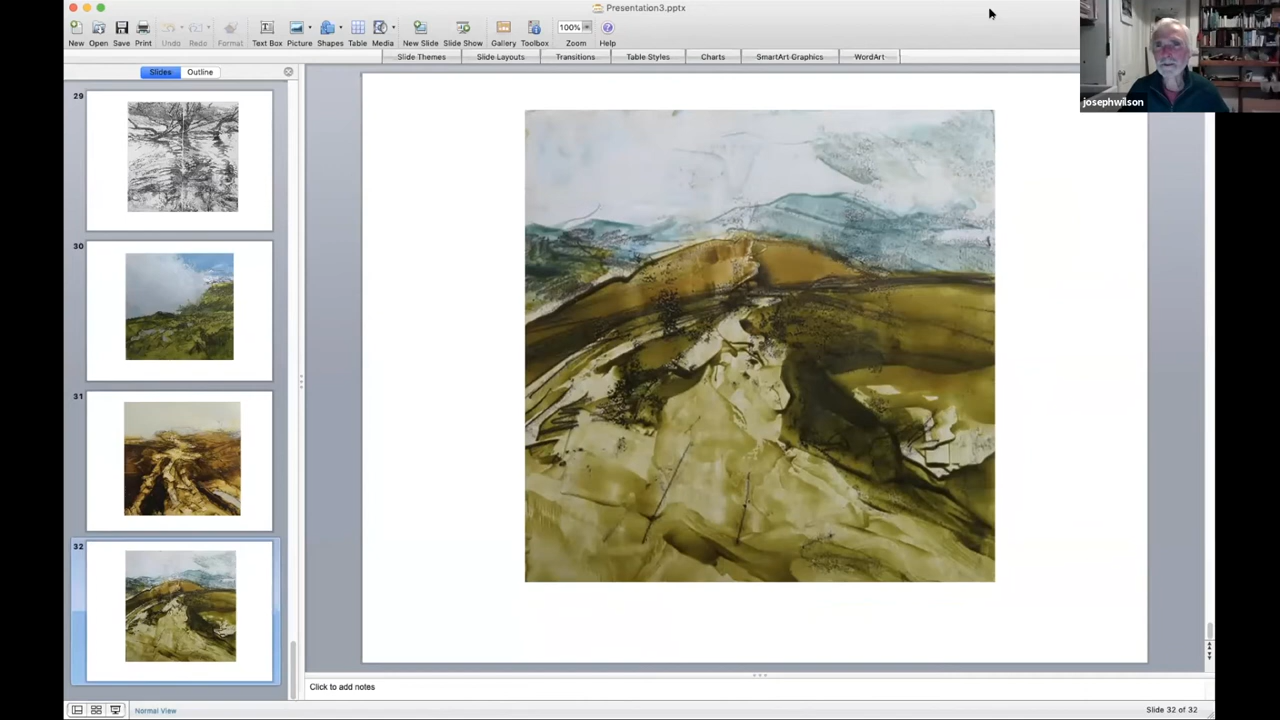 Presentation3.pptx
New Open Save Print Undo Redo Format Text Box Picture Shapes Table Media New Slide Slide Show Gallery Toolbox 100% Zoom Help
Slide Themes Slide Layouts Transitions Table Styles Charts SmartArt Graphics WordArt
Slides Outline
josephwilson
29
30
31
32
Click to add notes
Normal View
Slide 32 of 32